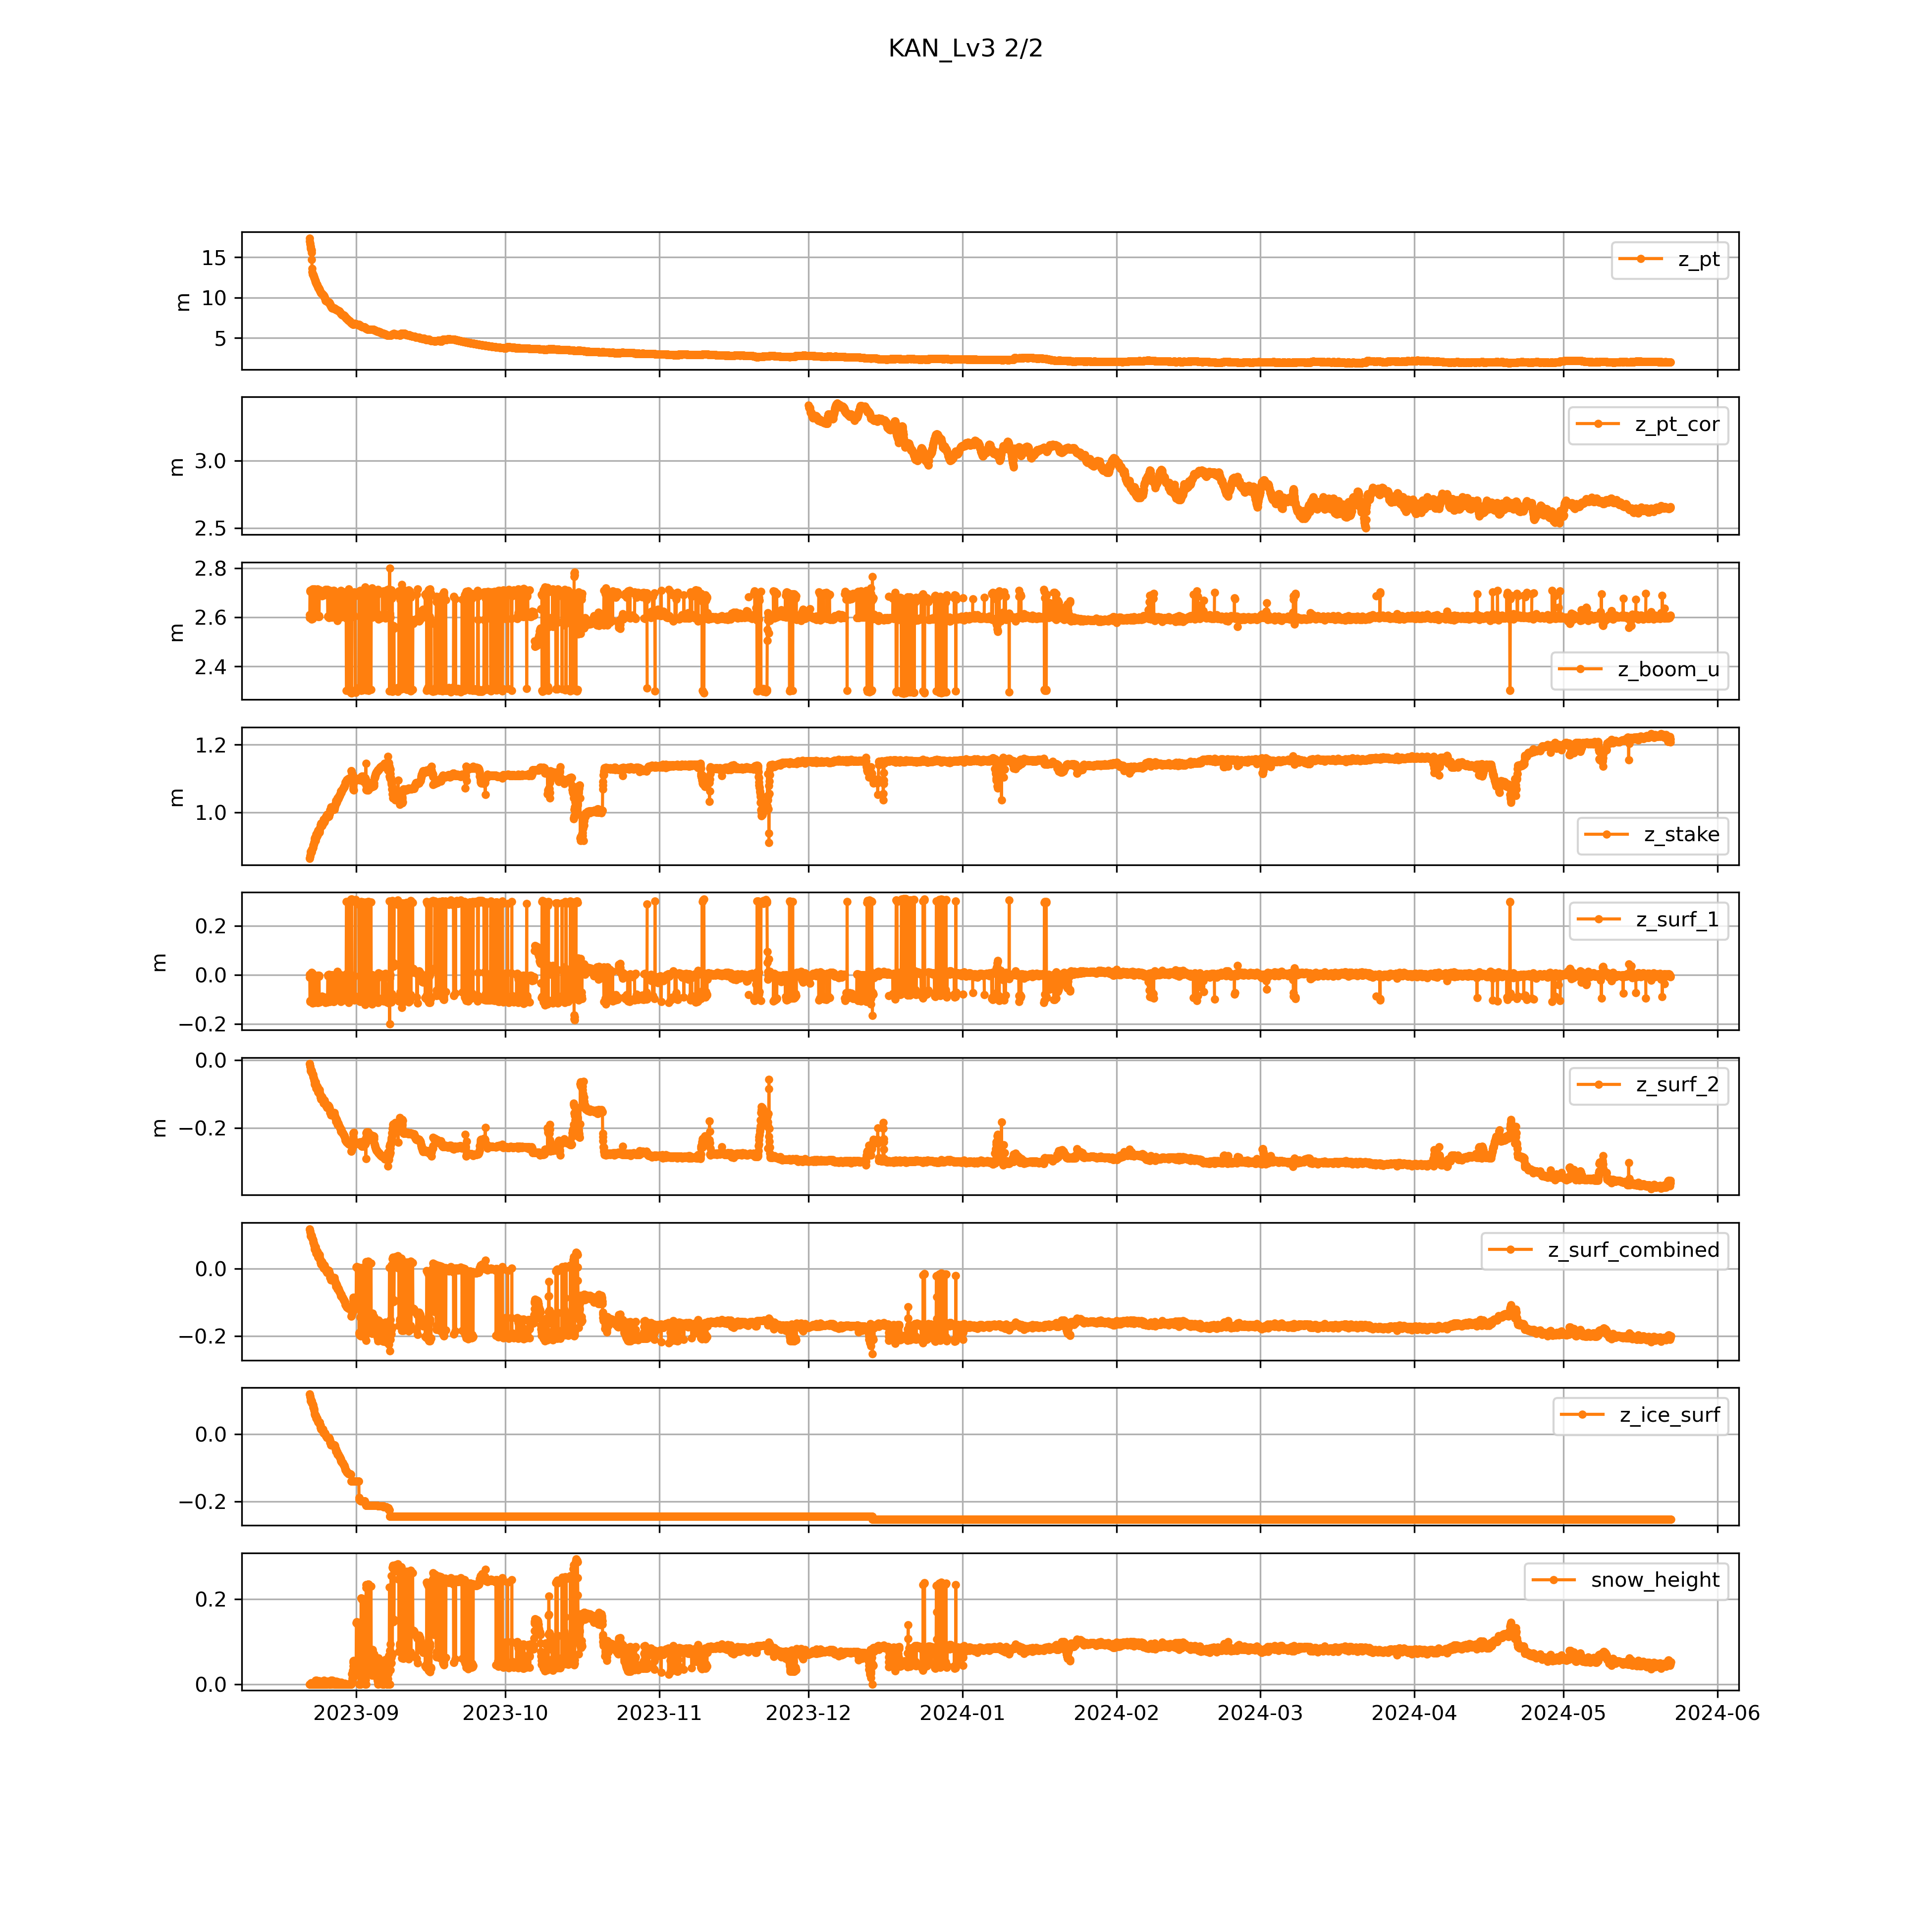 KAN_Lv3 2/2
15
10
5
m
z_pt
3.0
2.5
m
z_pt_cor
2.8
2.6
2.4
m
z_boom_u
1.2
1.0
m
z_stake
0.2
0.0
−0.2
m
z_surf_1
0.0
−0.2
m
z_surf_2
0.0
−0.2
z_surf_combined
0.0
−0.2
z_ice_surf
0.2
0.0
snow_height
2023-09 2023-10 2023-11 2023-12 2024-01 2024-02 2024-03 2024-04 2024-05 2024-06